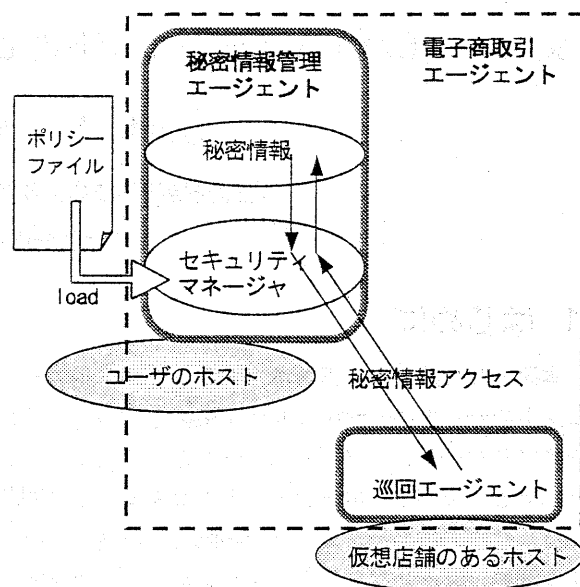 秘密情報管理
エージェント
電子商取引
エージェント
ポリシー
ファイル
秘密情報
セキュリティ
マネージャ
load
ユーザのホスト
秘密情報アクセス
巡回エージェント
仮想店舗のあるホスト